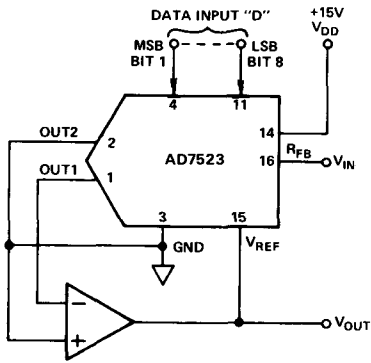 DATA INPUT "D"
+15V
VDD
MSB
BIT 1
LSB
BIT 8
4
11
OUT2
2
14
AD7523
RFB
16
VIN
OUT1
1
3
15
GND
VREF
−
+
VOUT